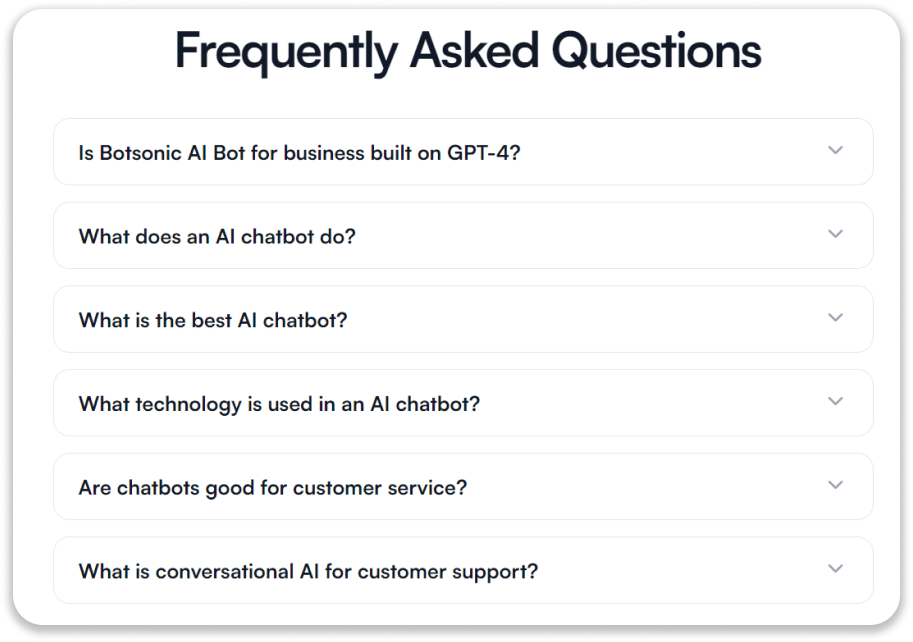 Frequently Asked Questions
Is Botsonic AI Bot for business built on GPT-4?
What does an AI chatbot do?
What is the best AI chatbot?
What technology is used in an AI chatbot?
Are chatbots good for customer service?
What is conversational AI for customer support?